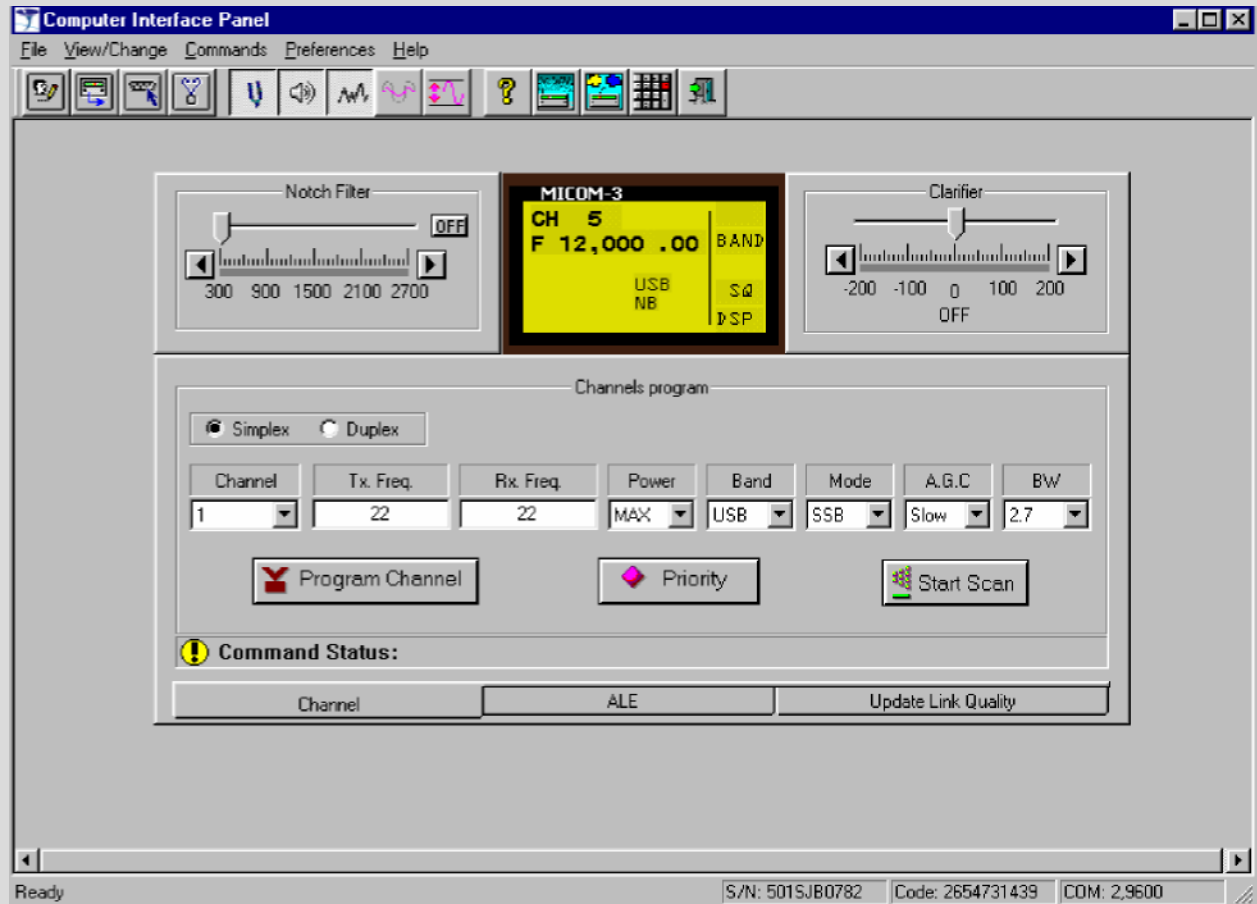 Computer Interface Panel
File View/Change Commands Preferences Help
Notch Filter
OFF
300 900 1500 2100 2700
MICOM-3
CH 5
F 12,000 .00
BAND
USB
NB
SQ
DSP
Clarifier
-200 -100 0 100 200
OFF
Channels program
Simplex Duplex
Channel Tx. Freq. Rx. Freq. Power Band Mode A.G.C BW
1 22 22 MAX USB SSB Slow 2.7
Program Channel Priority Start Scan
Command Status:
Channel ALE Update Link Quality
Ready S/N: 501SJB0782 Code: 2654731439 COM: 2,9600